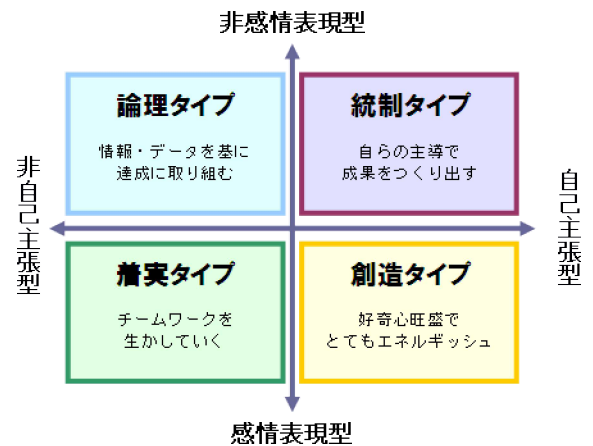 非感情表現型
論理タイプ
情報・データを基に
達成に取り組む
統制タイプ
自らの主導で
成果をつくり出す
非自己主張型
自己主張型
着実タイプ
チームワークを
生かしていく
創造タイプ
好奇心旺盛で
とてもエネルギッシュ
感情表現型